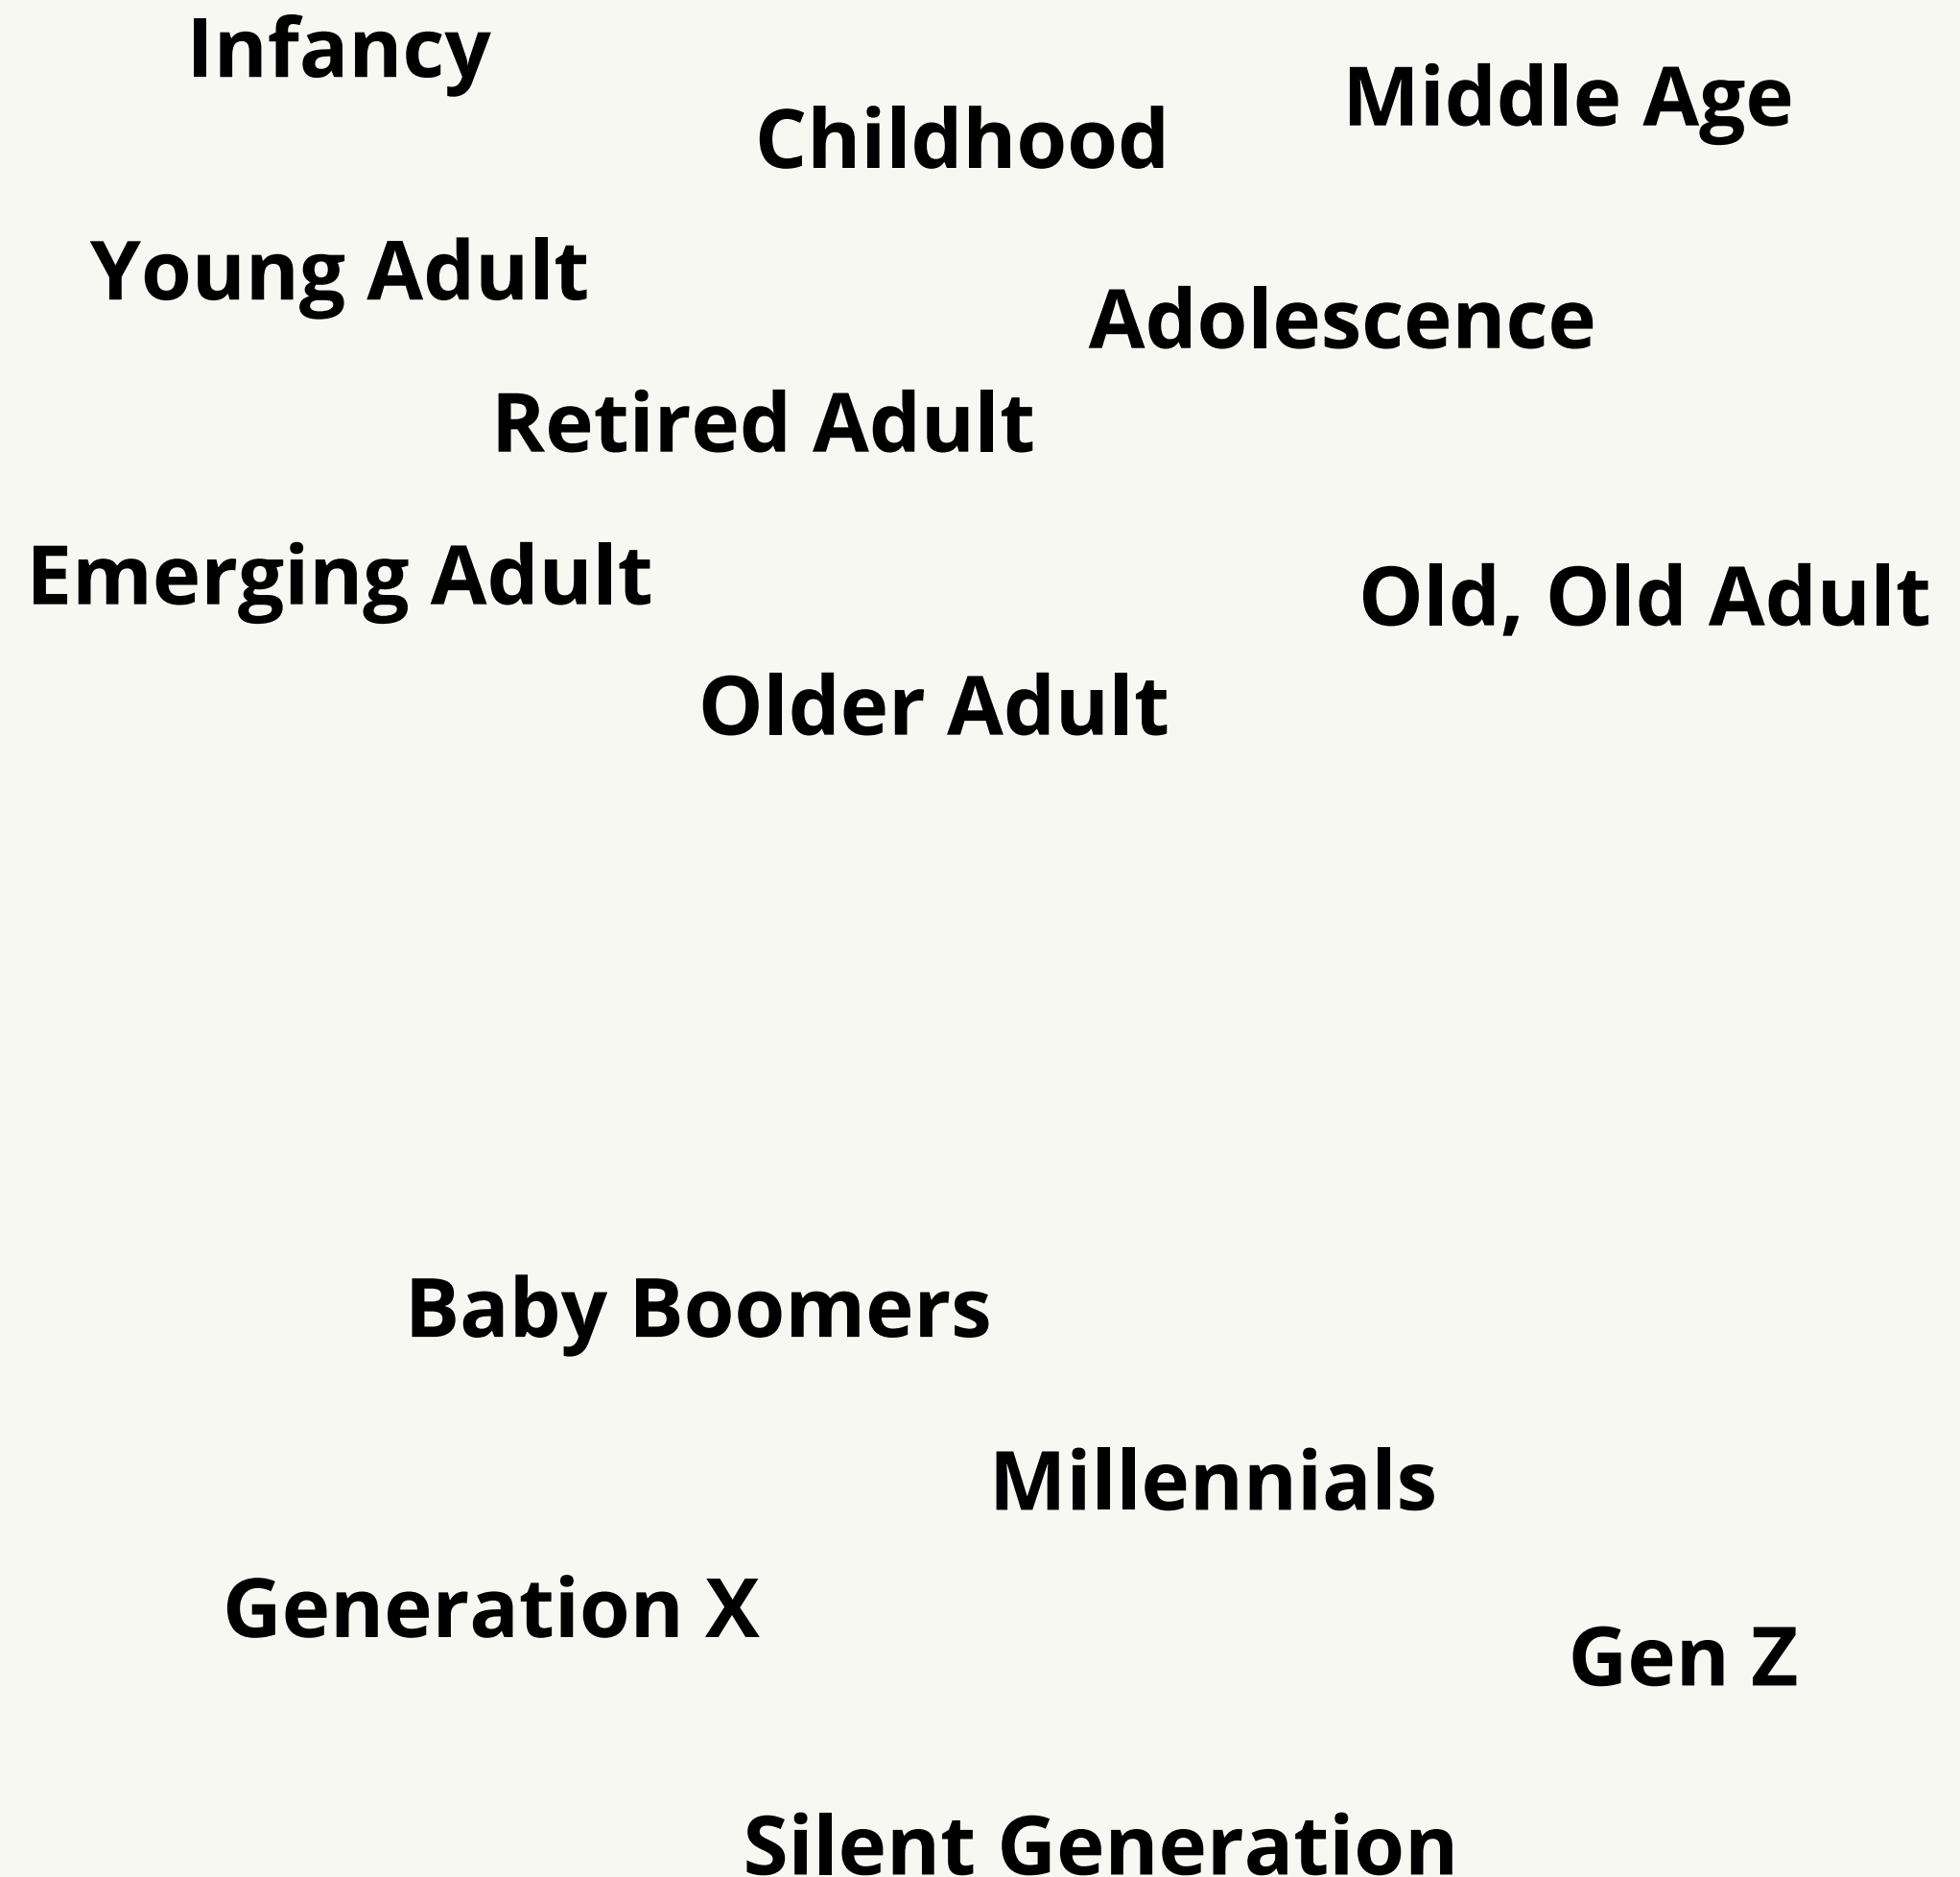 Infancy
Middle Age
Childhood
Young Adult
Adolescence
Retired Adult
Emerging Adult
Old, Old Adult
Older Adult
Baby Boomers
Millennials
Generation X
Gen Z
Silent Generation